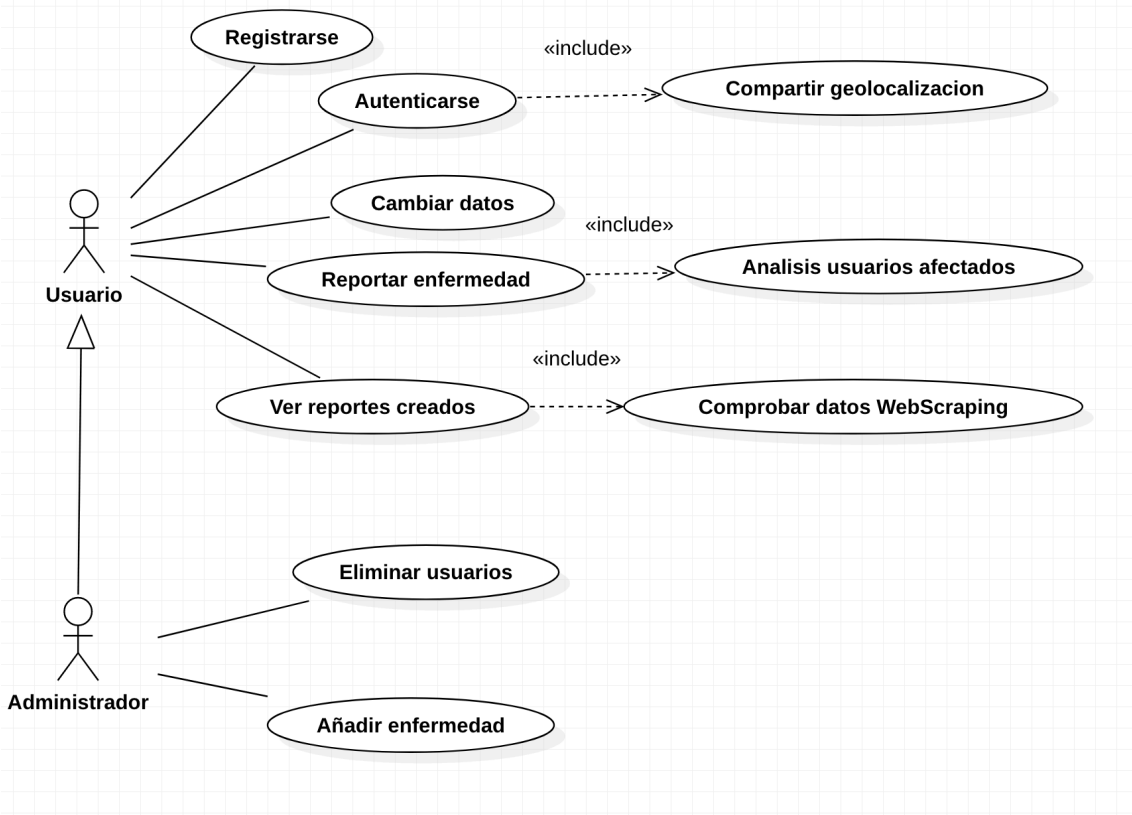 Registrarse
«include»
Autenticarse
Compartir geolocalizacion
Cambiar datos
«include»
Reportar enfermedad
Analisis usuarios afectados
Usuario
«include»
Ver reportes creados
Comprobar datos WebScraping
Eliminar usuarios
Administrador
Añadir enfermedad